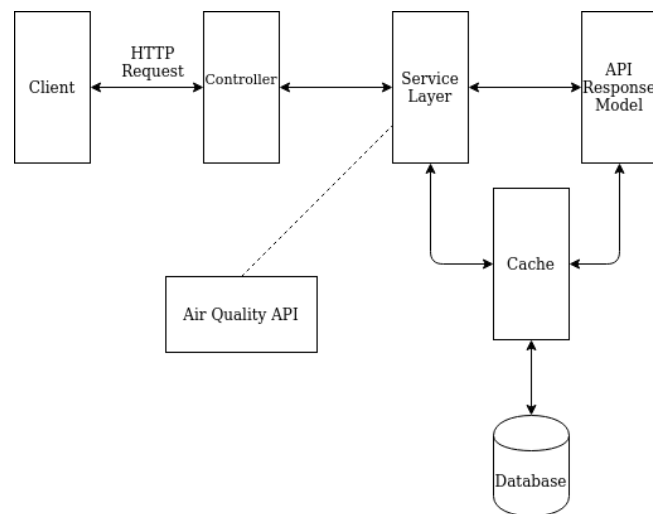 HTTP
Request
Client
Controller
Service
Layer
API
Response
Model
Cache
Air Quality API
Database